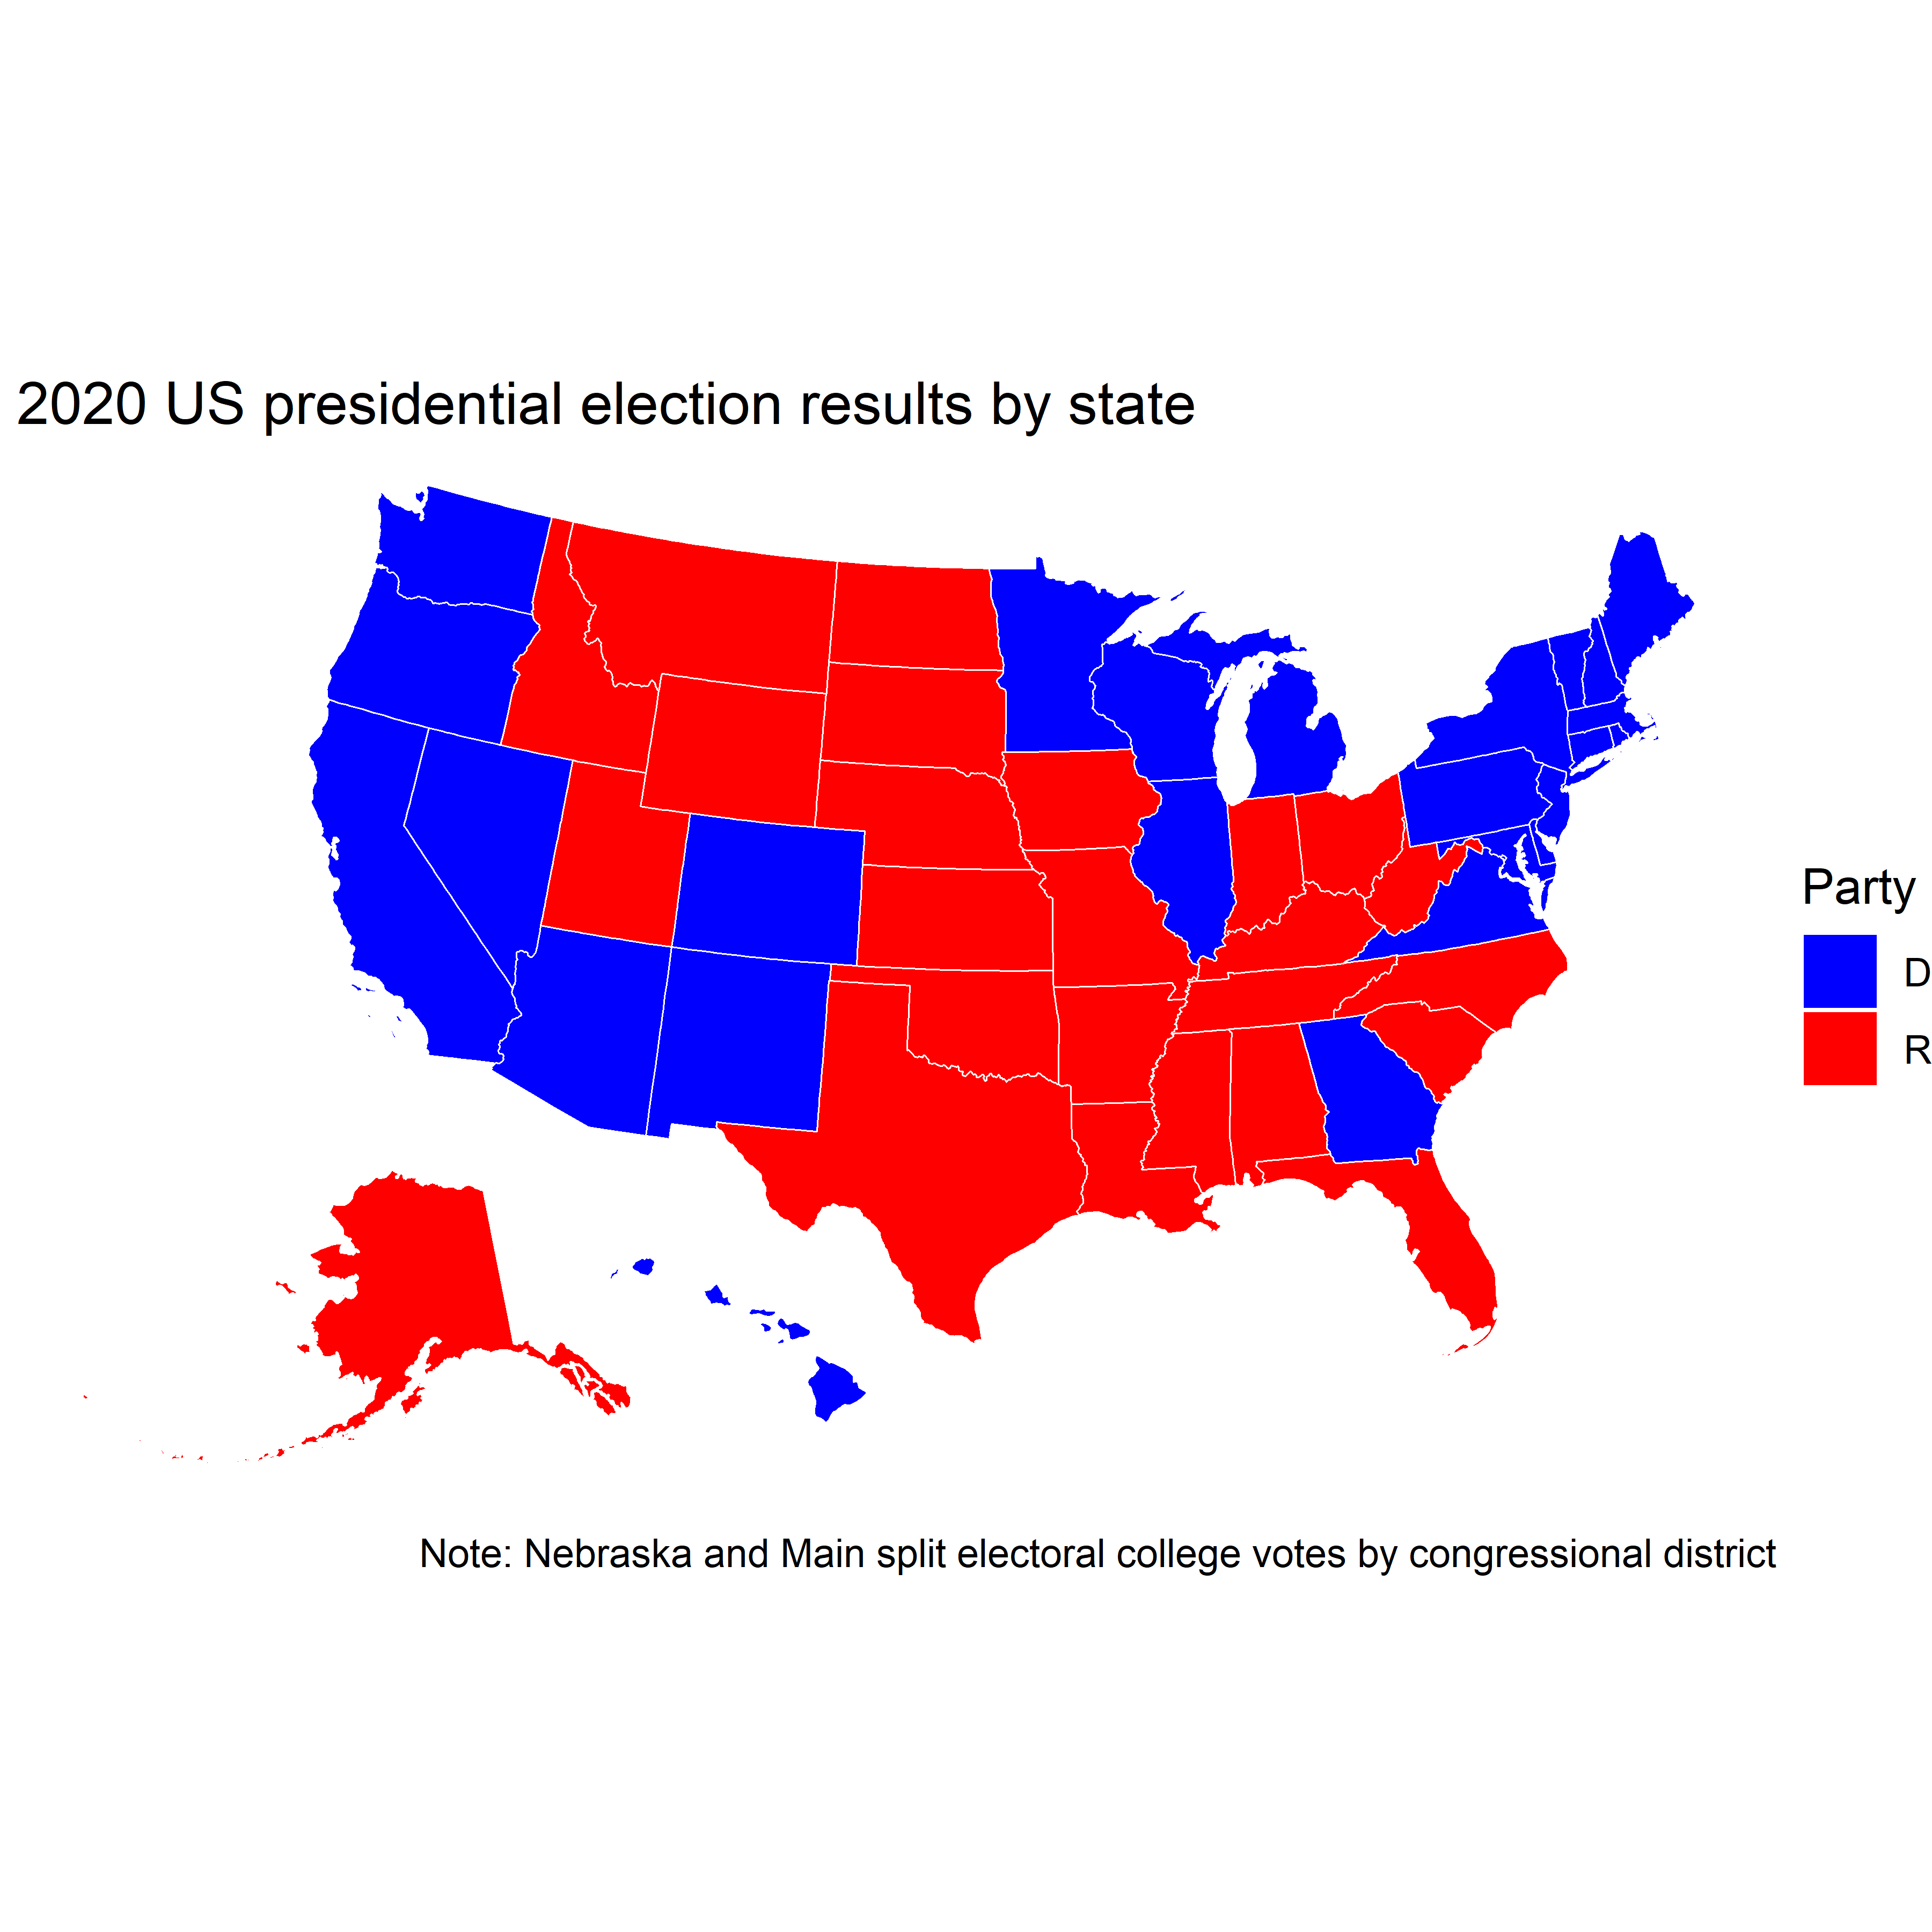 2020 US presidential election results by state
Party
D
R
Note: Nebraska and Main split electoral college votes by congressional district